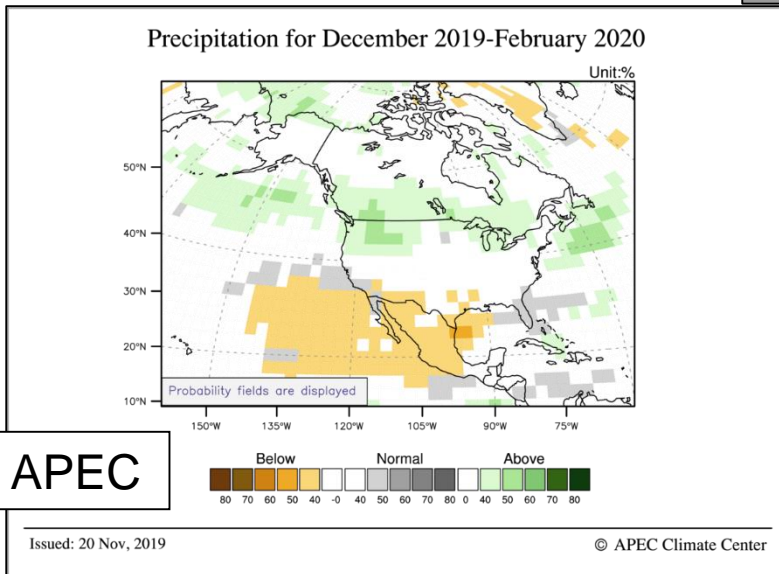 Precipitation for December 2019-February 2020
Unit:%
50°N
40°N
30°N
20°N
10°N
Probability fields are displayed
150°W 135°W 120°W 105°W 90°W 75°W
APEC
Below Normal Above
80 70 60 50 40 -0 40 50 60 70 80 0 40 50 60 70 80
Issued: 20 Nov, 2019 © APEC Climate Center